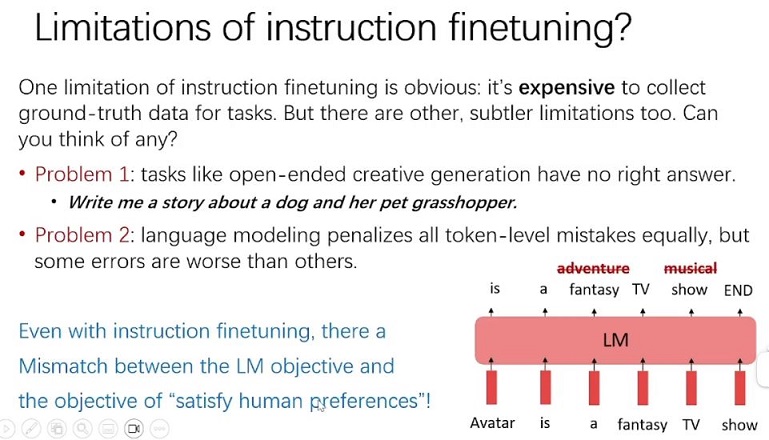 Limitations of instruction finetuning?
One limitation of instruction finetuning is obvious: it's expensive to collect
ground-truth data for tasks. But there are other, subtler limitations too. Can
you think of any?
• Problem 1: tasks like open-ended creative generation have no right answer.
• Write me a story about a dog and her pet grasshopper.
• Problem 2: language modeling penalizes all token-level mistakes equally, but
some errors are worse than others.
adventure musical
is a fantasy TV show END
LM
Avatar is a fantasy TV show
Even with instruction finetuning, there a
Mismatch between the LM objective and
the objective of "satisfy human preferences"!